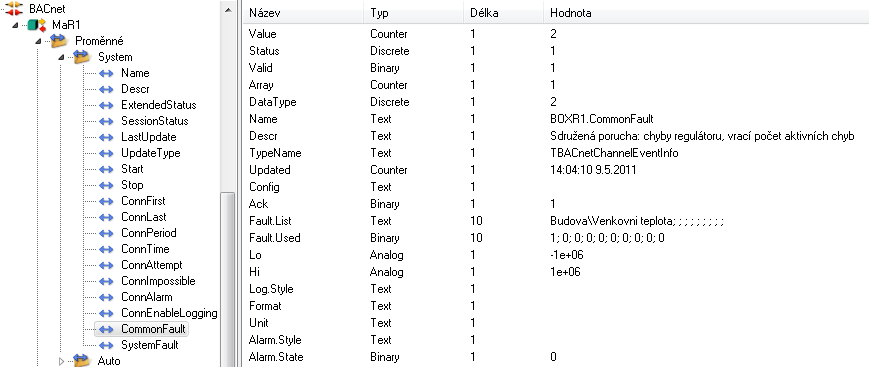 BACnet
MaR1
Proměnné
System
Name
Descr
ExtendedStatus
SessionStatus
LastUpdate
UpdateType
Start
Stop
ConnFirst
ConnLast
ConnPeriod
ConnTime
ConnAttempt
ConnImpossible
ConnAlarm
ConnEnableLogging
CommonFault
SystemFault
Auto
Název Typ Délka Hodnota
Value Counter 1 2
Status Discrete 1 1
Valid Binary 1 1
Array Counter 1 1
DataType Discrete 1 2
Name Text 1 BOXR1.CommonFault
Descr Text 1 Sdružená porucha: chyby regulátoru, vrací počet aktivních chyb
TypeName Text 1 TBACnetChannelEventInfo
Updated Counter 1 14:04:10 9.5.2011
Config Text 1
Ack Binary 1 1
Fault.List Text 10 Budova\Venkovni teplota; ; ; ; ; ; ; ; ;
Fault.Used Binary 10 1; 0; 0; 0; 0; 0; 0; 0; 0; 0
Lo Analog 1 -1e+06
Hi Analog 1 1e+06
Log.Style Text 1
Format Text 1
Unit Text 1
Alarm.Style Text 1
Alarm.State Binary 1 0